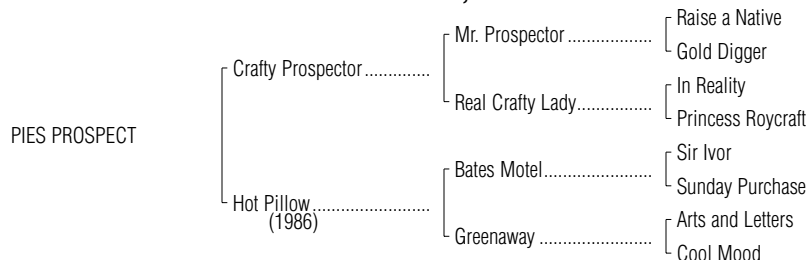 Raise a Native
Mr. Prospector ....................
Gold Digger
Crafty Prospector ..............
In Reality
Real Crafty Lady..................
Princess Roycraft
PIES PROSPECT
Sir Ivor
Bates Motel.........................
Sunday Purchase
Hot Pillow.........................
(1986)
Arts and Letters
Greenaway ..........................
Cool Mood